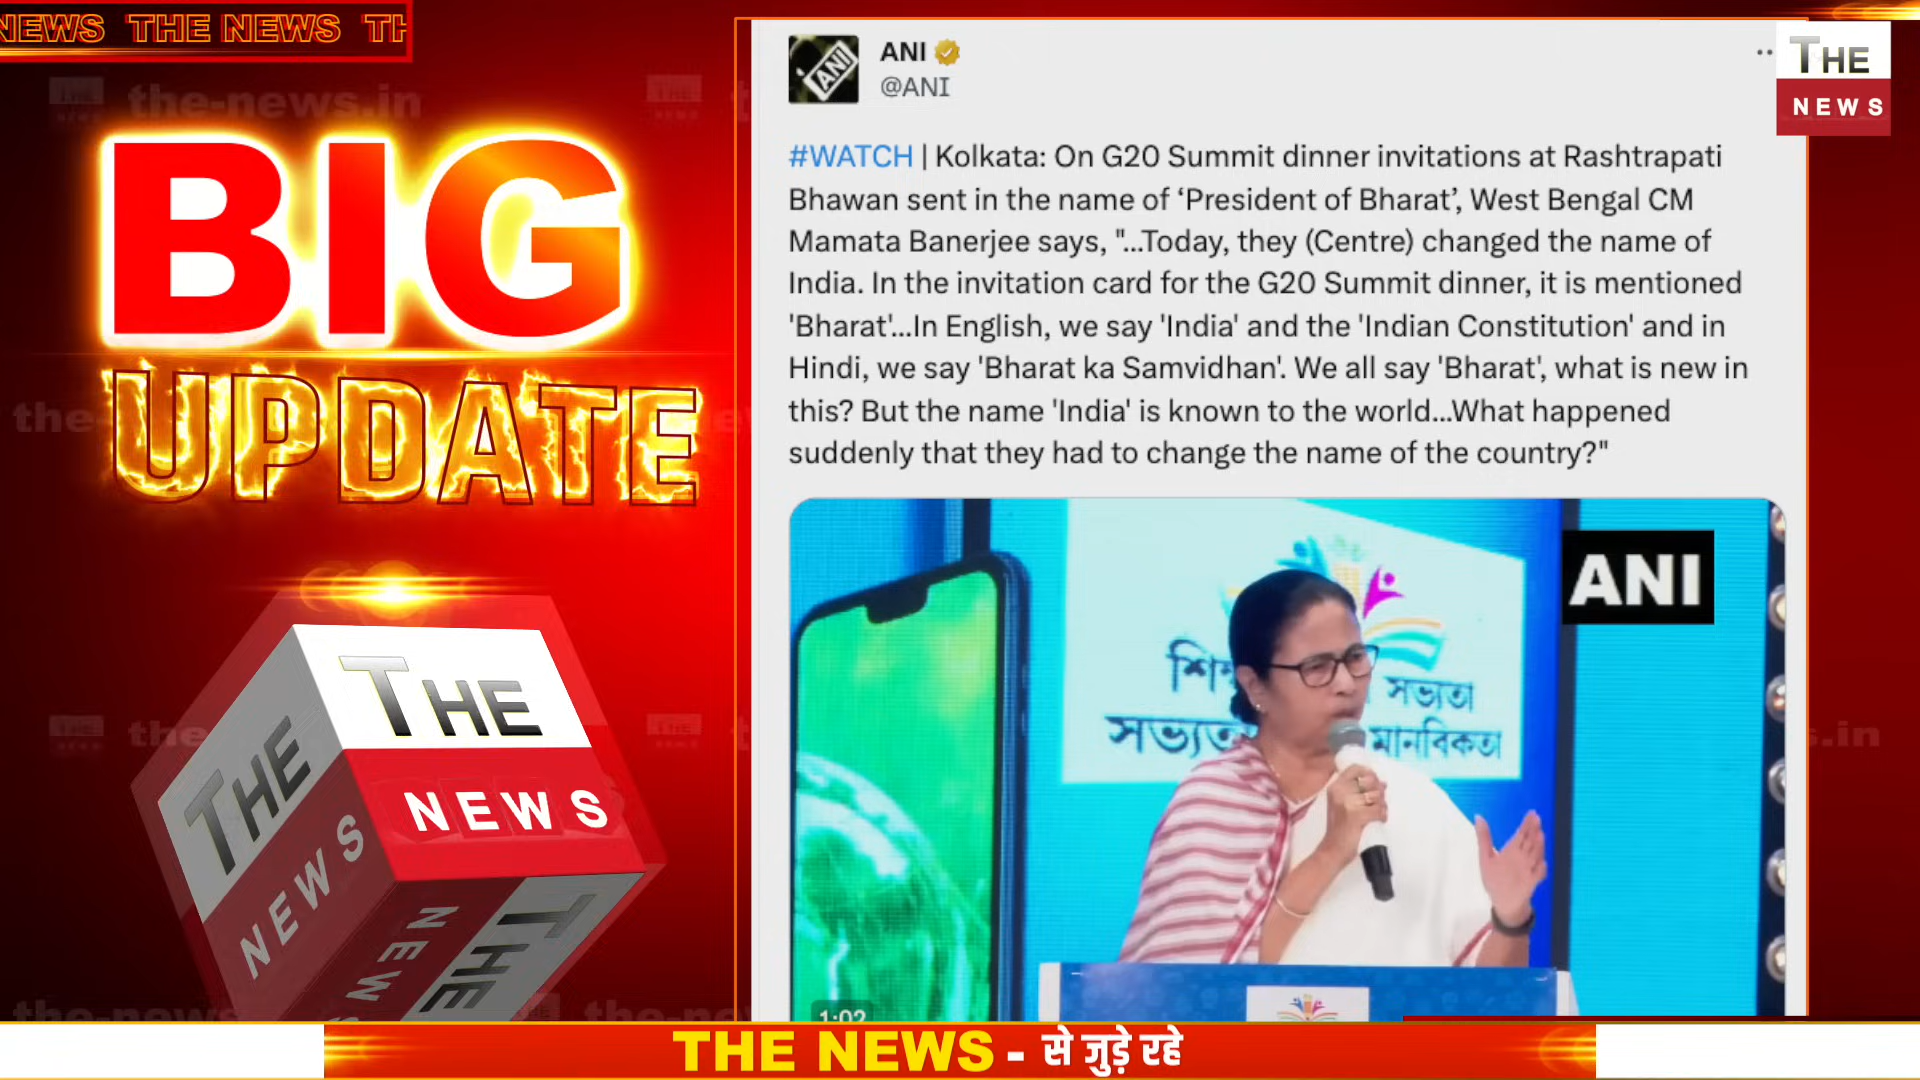 NEWS THE NEWS TH
the-news.in
BIG
UPDATE
THE
NEWS
THE
NEWS
THE
NEWS
ANI
ANI
@ANI
THE
NEWS
#WATCH | Kolkata: On G20 Summit dinner invitations at Rashtrapati
Bhawan sent in the name of ‘President of Bharat’, West Bengal CM
Mamata Banerjee says, "...Today, they (Centre) changed the name of
India. In the invitation card for the G20 Summit dinner, it is mentioned
'Bharat'...In English, we say 'India' and the 'Indian Constitution' and in
Hindi, we say 'Bharat ka Samvidhan'. We all say 'Bharat', what is new in
this? But the name 'India' is known to the world...What happened
suddenly that they had to change the name of the country?"
ANI
সভ্যতা
মানবিকতা
1:02
THE NEWS - से जुड़े रहे